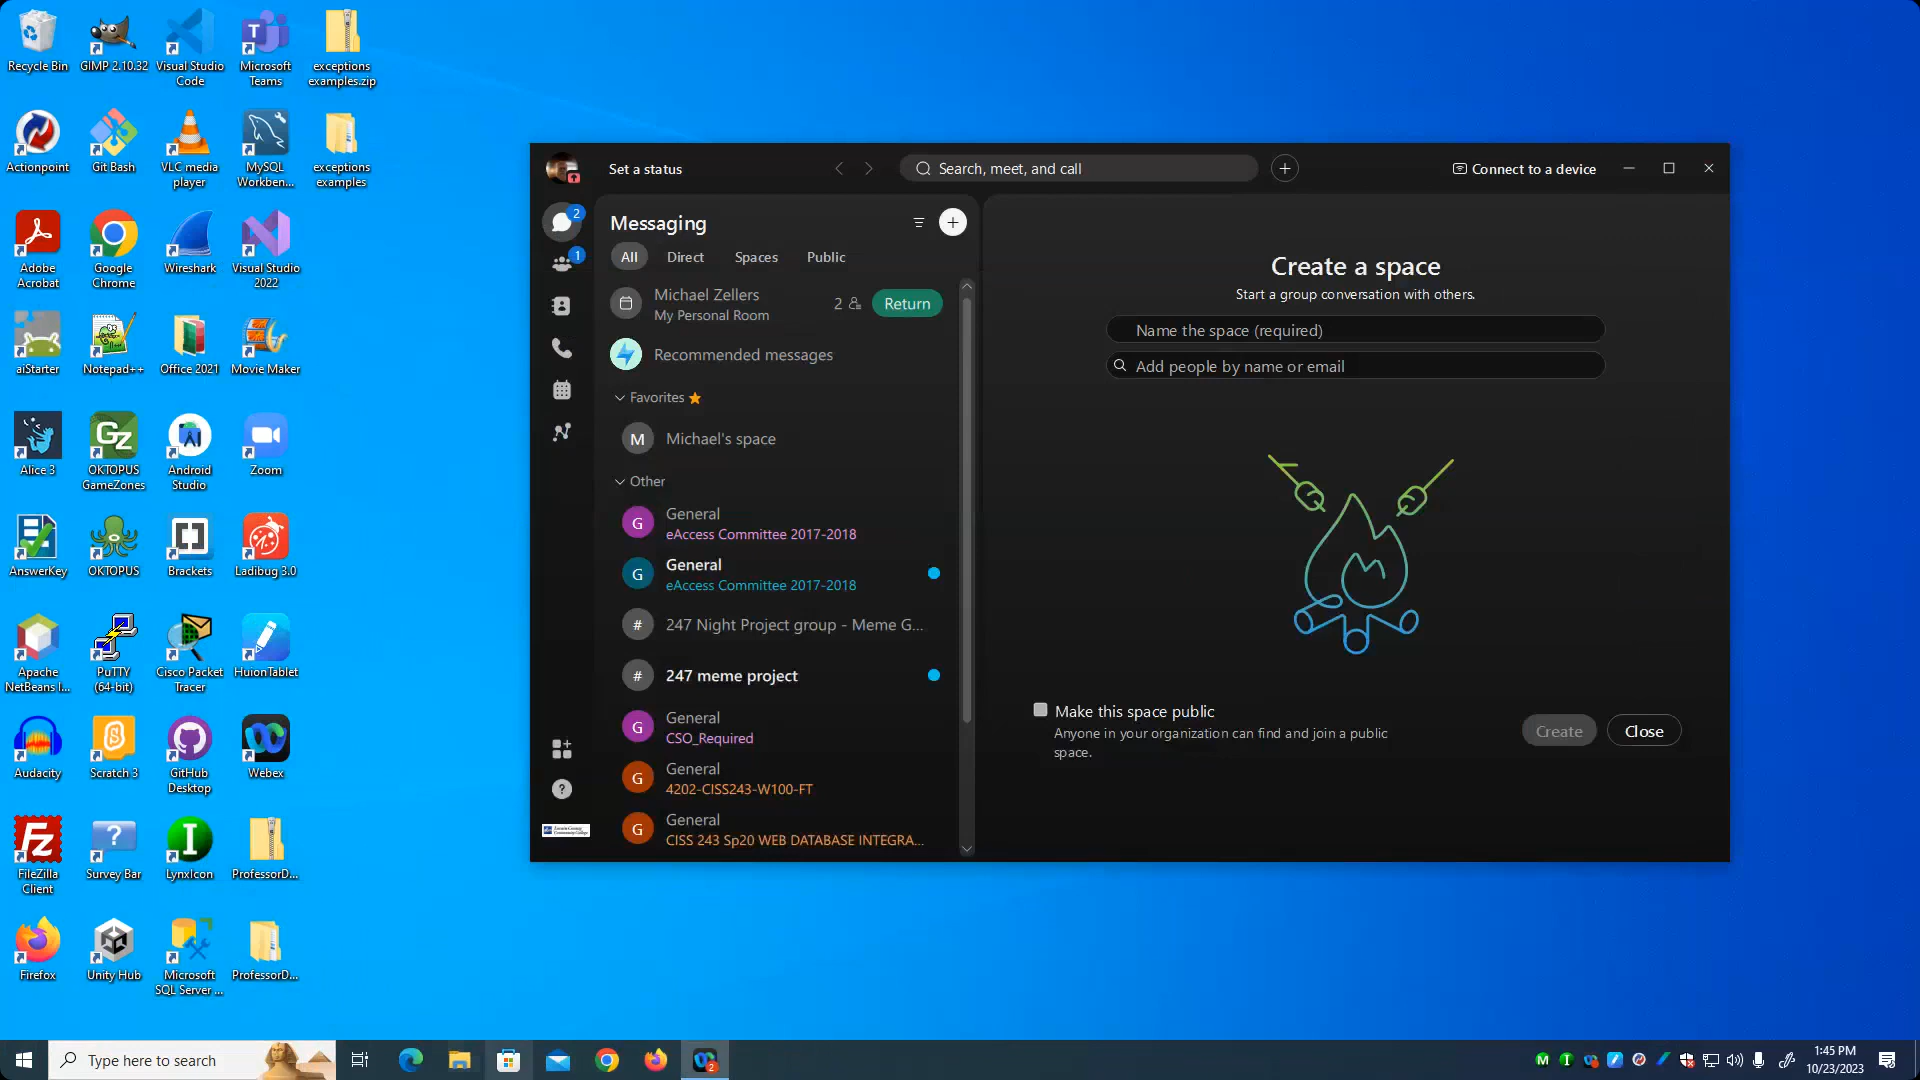 Recycle Bin
GIMP 2.10.32
Visual Studio
Code
Microsoft
Teams
exceptions
examples.zip
Actionpoint
Git Bash
VLC media
player
MySQL
Workben...
exceptions
examples
Adobe
Acrobat
Google
Chrome
Wireshark
Visual Studio
2022
aiStarter
Notepad++
Office 2021
Movie Maker
Alice 3
OKTOPUS
GameZones
Android
Studio
Zoom
AnswerKey
OKTOPUS
Brackets
Ladibug 3.0
Apache
NetBeans I...
PuTTY
(64-bit)
Cisco Packet
Tracer
HuionTablet
Audacity
Scratch 3
GitHub
Desktop
Webex
FileZilla
Client
Survey Bar
LynxIcon
ProfessorD...
Firefox
Unity Hub
Microsoft
SQL Server ...
ProfessorD...
Set a status
Search, meet, and call
Connect to a device
2
1
Messaging
All
Direct
Spaces
Public
Michael Zellers
My Personal Room
2
Return
Recommended messages
Favorites
M
Michael's space
Other
G
General
eAccess Committee 2017-2018
G
General
eAccess Committee 2017-2018
#
247 Night Project group - Meme G...
#
247 meme project
G
General
CSO_Required
G
General
4202-CISS243-W100-FT
G
General
CISS 243 Sp20 WEB DATABASE INTEGRA...
Create a space
Start a group conversation with others.
Name the space (required)
Add people by name or email
Make this space public
Anyone in your organization can find and join a public
space.
Create
Close
Type here to search
2
1:45 PM
10/23/2023